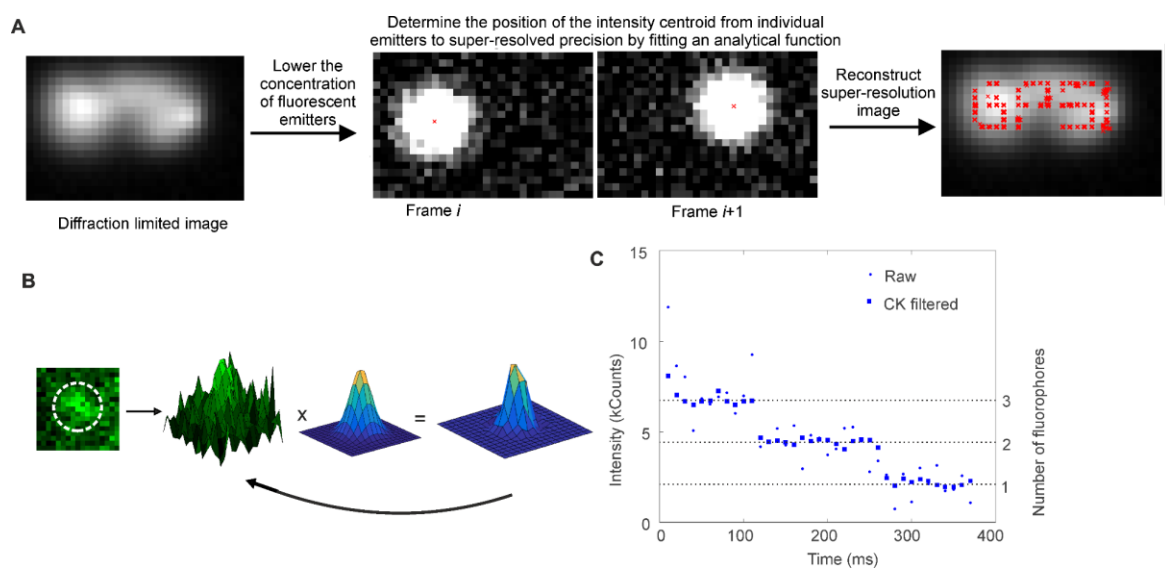 A
Determine the position of the intensity centroid from individual
emitters to super-resolved precision by fitting an analytical function
Lower the
concentration
of fluorescent
emitters
Reconstruct
super-resolution
image
Diffraction limited image
Frame i
Frame i+1
B
x
=
C
15
10
5
0
Intensity (kCounts)
Raw
CK filtered
3
2
1
Number of fluorophores
0
100
200
300
400
Time (ms)